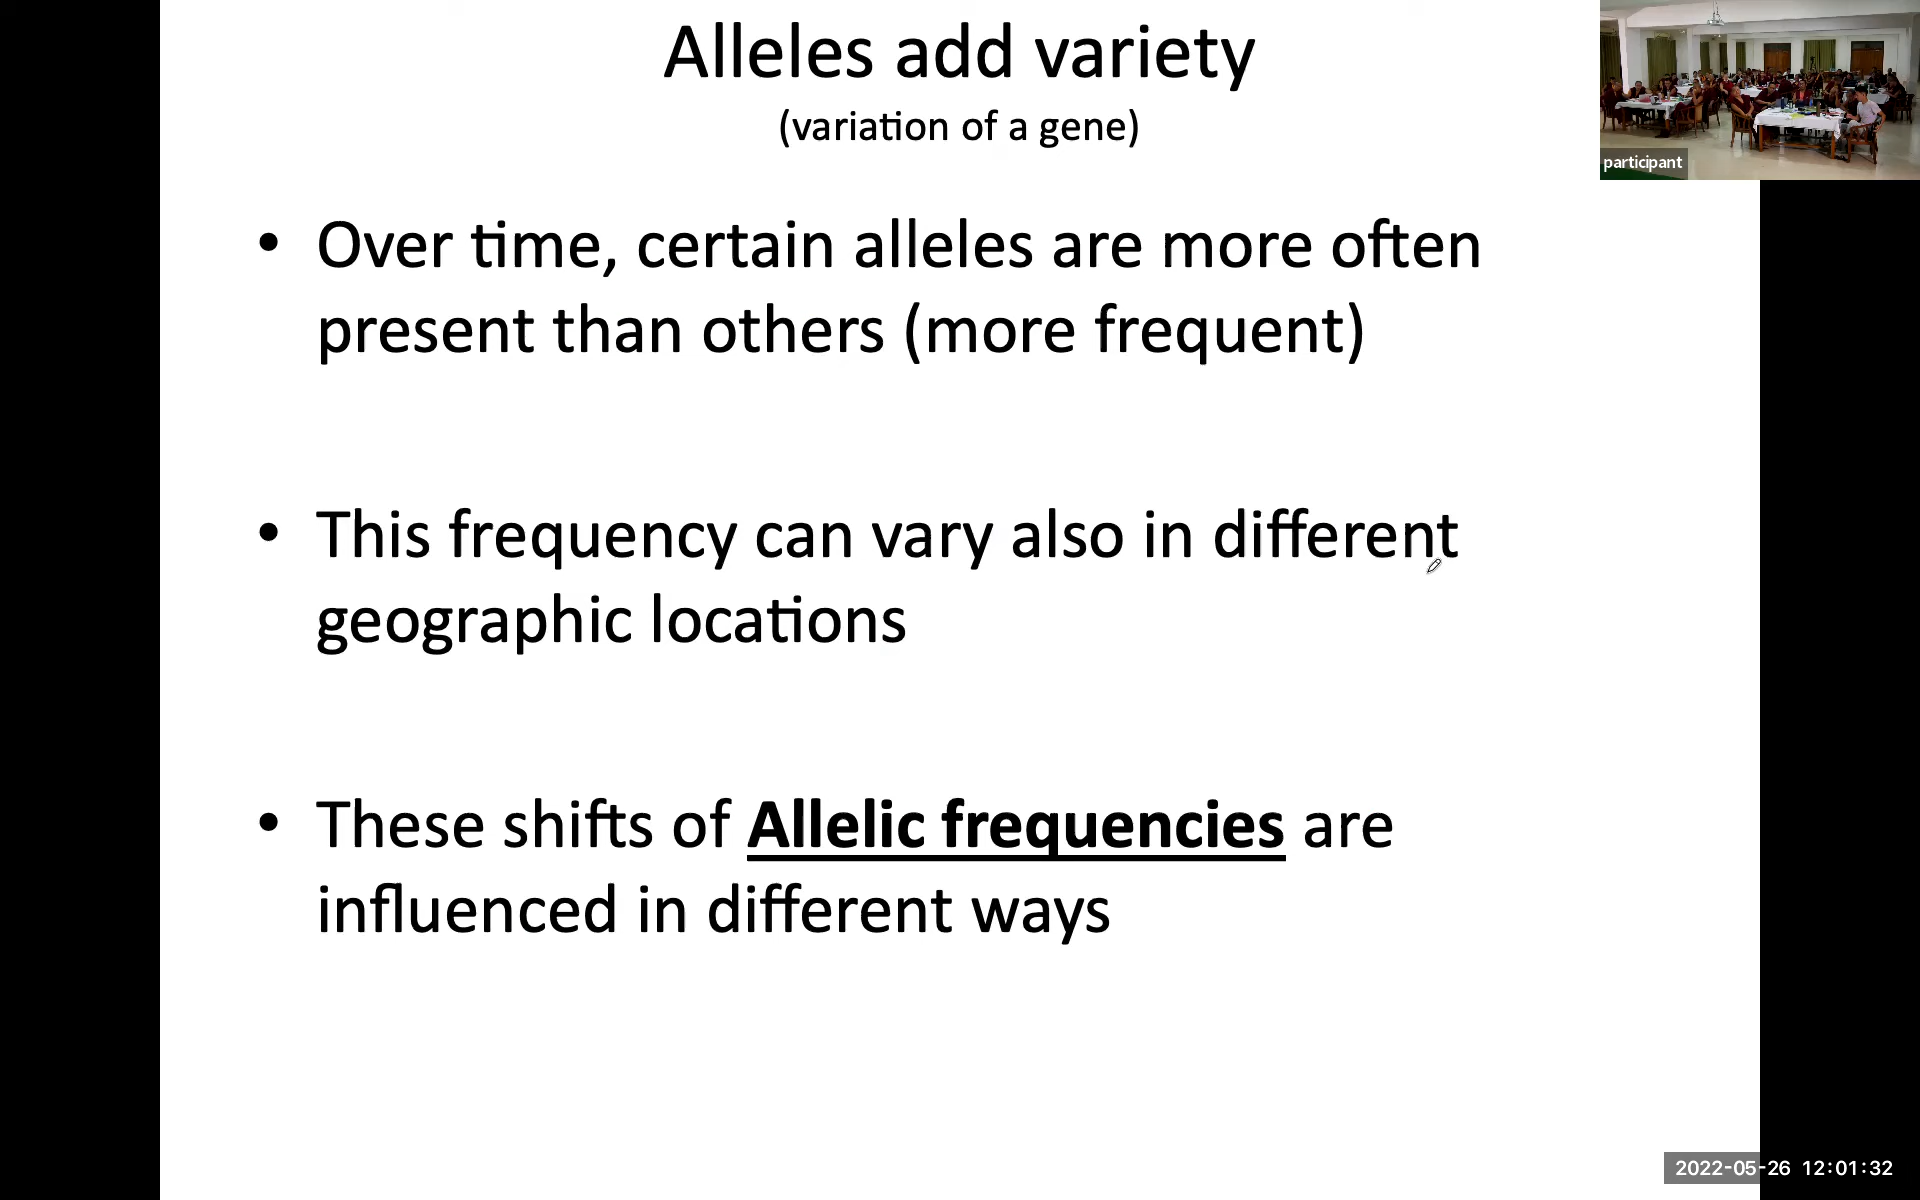 Alleles add variety
(variation of a gene)
participant
• Over time, certain alleles are more often
present than others (more frequent)
• This frequency can vary also in different
geographic locations
• These shifts of Allelic frequencies are
influenced in different ways
2022-05-26 12:01:32